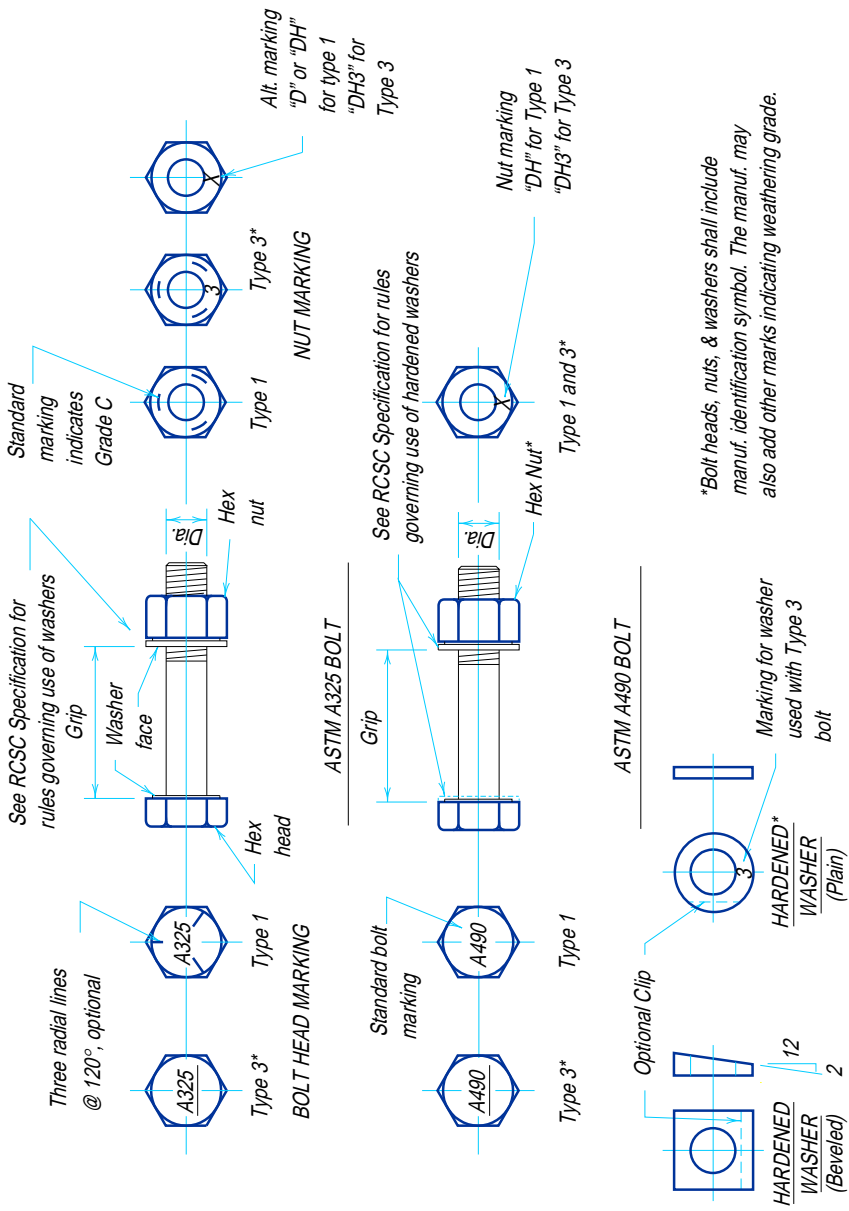 Three radial lines
@ 120°, optional
A325
Type 3*
A325
Type 1
BOLT HEAD MARKING
See RCSC Specification for
rules governing use of washers
Grip
Washer
face
Hex
head
Dia.
Hex
nut
Standard
marking
indicates
Grade C
Type 1
3
Type 3*
NUT MARKING
X
Alt. marking
"D" or "DH"
for type 1
"DH3" for
Type 3
ASTM A325 BOLT
Standard bolt
marking
A490
Type 3*
A490
Type 1
Grip
See RCSC Specification for rules
governing use of hardened washers
Dia.
Hex Nut*
X
Type 1 and 3*
Nut marking
"DH" for Type 1
"DH3" for Type 3
ASTM A490 BOLT
Optional Clip
12
2
HARDENED
WASHER
(Beveled)
3
HARDENED*
WASHER
(Plain)
Marking for washer
used with Type 3
bolt
*Bolt heads, nuts, & washers shall include
manuf. identification symbol. The manuf. may
also add other marks indicating weathering grade.